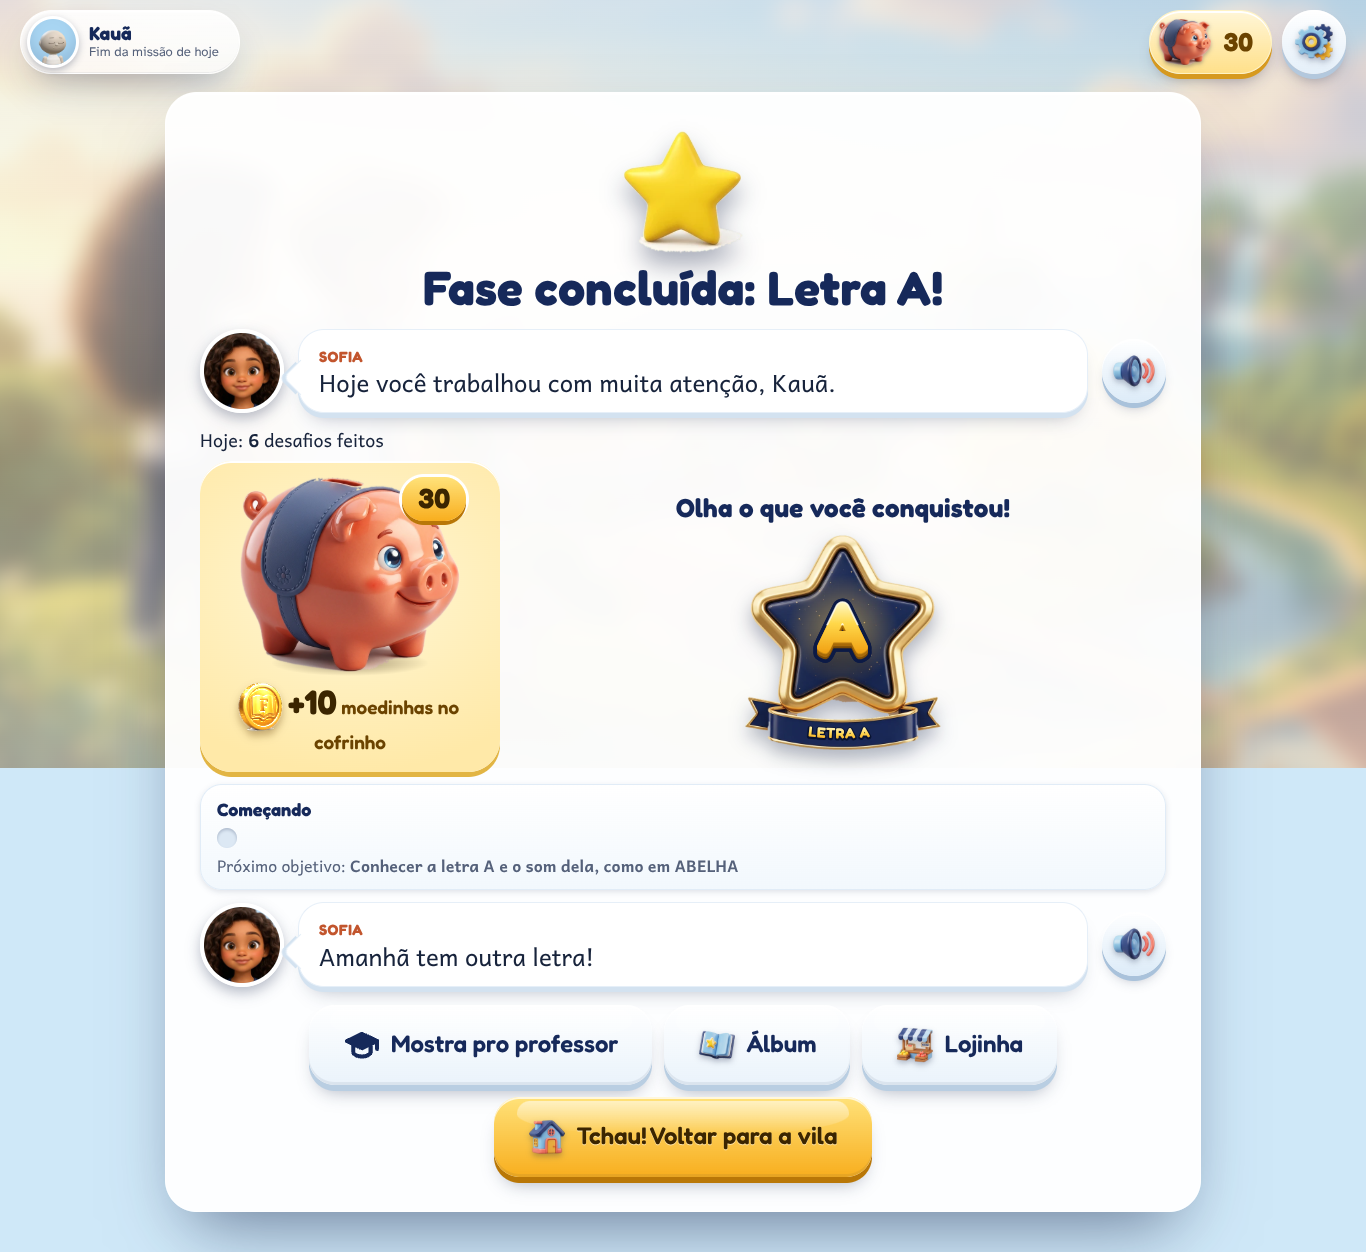 Kauã
Fim da missão de hoje
30
Fase concluída: Letra A!
SOFIA
Hoje você trabalhou com muita atenção, Kauã.
Hoje: 6 desafios feitos
30
F
+10 moedinhas no
cofrinho
Olha o que você conquistou!
A
LETRA A
Começando
Próximo objetivo: Conhecer a letra A e o som dela, como em ABELHA
SOFIA
Amanhã tem outra letra!
Mostra pro professor
Álbum
Lojinha
Tchau! Voltar para a vila